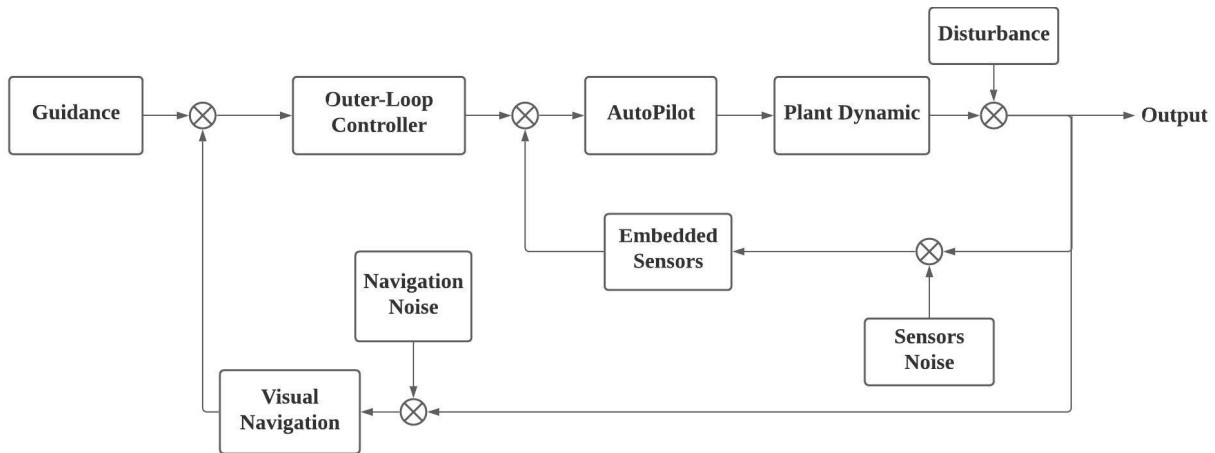 Disturbance
Guidance
Outer-Loop
Controller
AutoPilot
Plant Dynamic
Output
Embedded
Sensors
Navigation
Noise
Sensors
Noise
Visual
Navigation